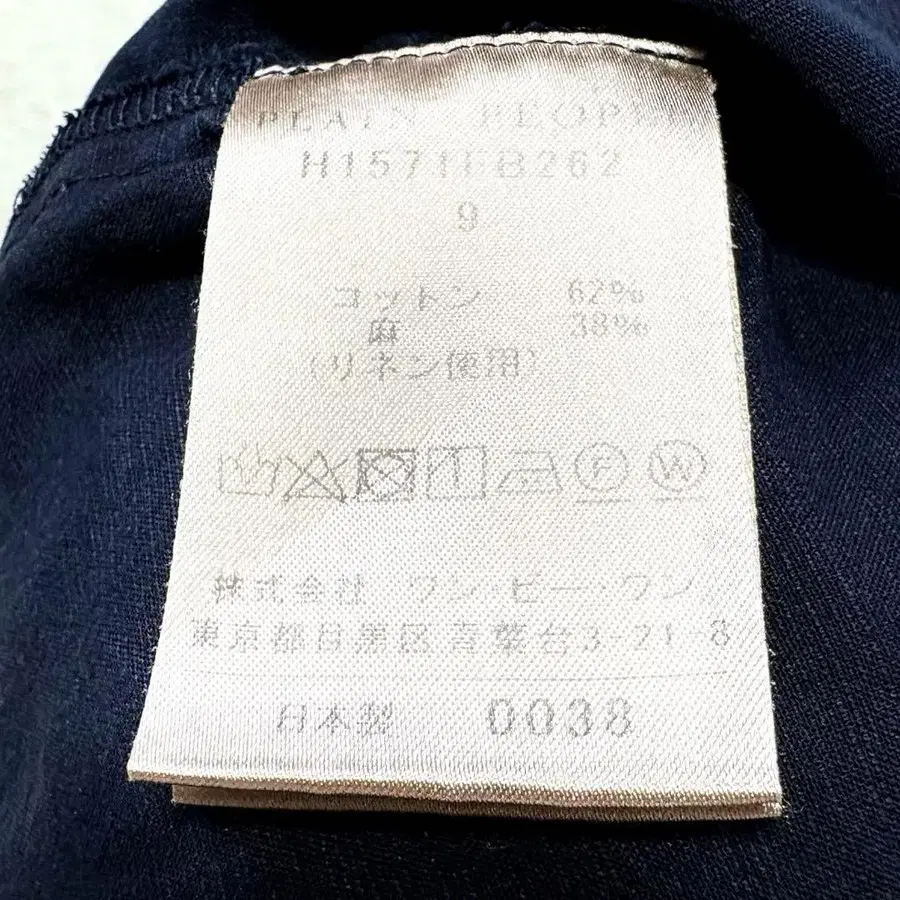 PLAIN PEOPLE
H1571FB262
9
コットン 62%
麻 38%
(リネン使用)
F W
株式会社 ワン・ビー・ワン
東京都目黒区青葉台3-21-8
日本製 0038